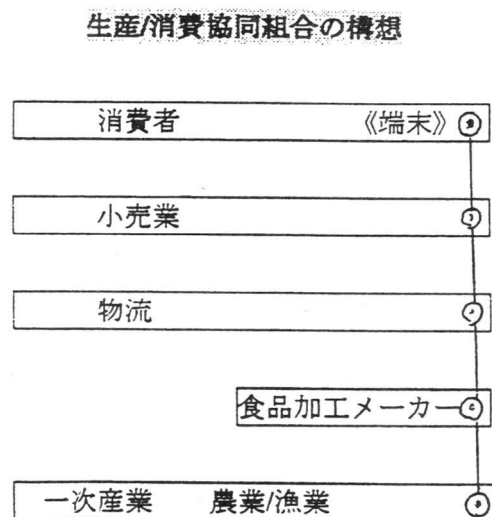 生産/消費協同組合の構想
消費者 《端末》
小売業
物流
食品加工メーカー
一次産業 農業/漁業